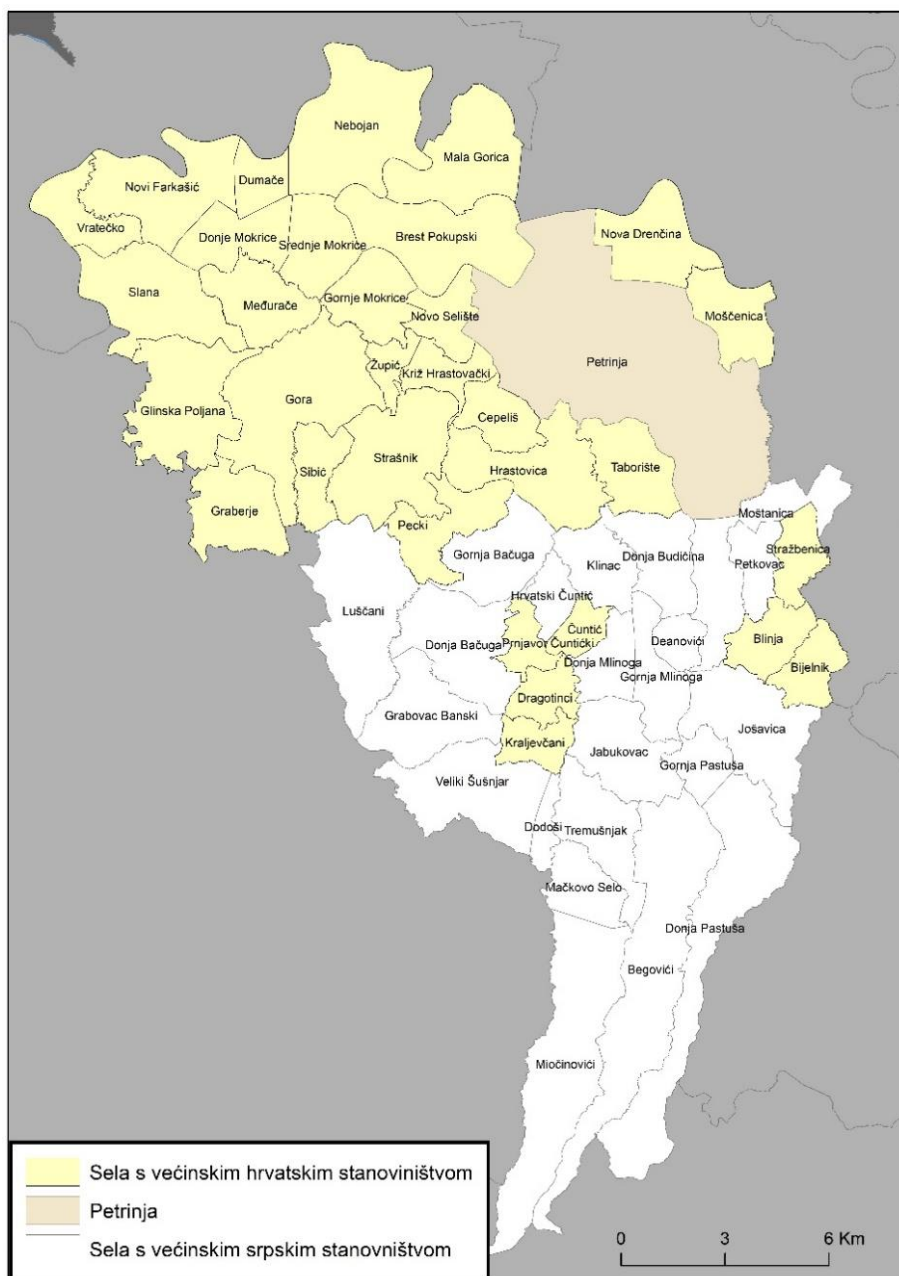 Nebojan
Mala Gorica
Novi Farkašić
Dumače
Vratečko
Donje Mokrice
Srednje Mokriče
Brest Pokupski
Nova Drenčina
Slana
Međurače
Gornje Mokrice
Novo Selište
Moščenica
Petrinja
Župić
Križ Hrastovački
Glinska Poljana
Gora
Cepeliš
Strašnik
Sibić
Hrastovica
Taborište
Graberje
Pecki
Moštanica
Gornja Bačuga
Klinac
Donja Budičina
Petkovac
Stražbenica
Luščani
Hrvatski Čuntić
Donja Bačuga
Prnjavor Čuntićki
Čuntić
Deanovići
Blinja
Donja Mlinoga
Gornja Mlinoga
Bijelnik
Dragotinci
Grabovac Banski
Kraljevčani
Jabukovac
Jošavica
Gornja Pastuša
Veliki Šušnjar
Dodoši
Tremušnjak
Mačkovo Selo
Donja Pastuša
Begovići
Miočinovići
Sela s većinskim hrvatskim stanoviništvom
Petrinja
Sela s većinskim srpskim stanovništvom
0 3 6 Km